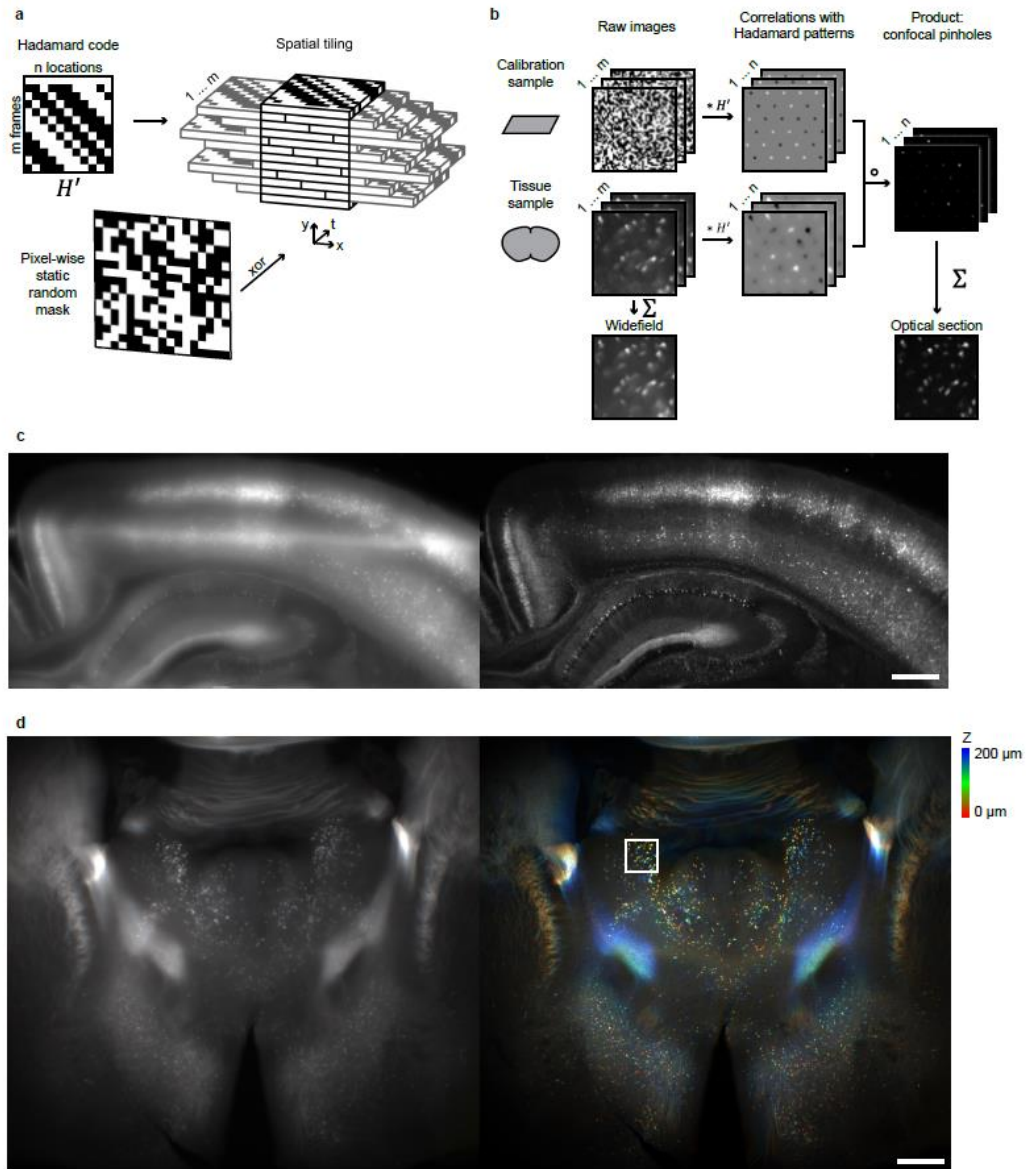 a
Hadamard code
n locations
m frames
H′
Spatial tiling
1 ... m
y
t
x
xor
Pixel-wise
static
random
mask
b
Raw images
Correlations with
Hadamard patterns
Product:
confocal pinholes
Calibration
sample
1 ... m
* H′
1 ... n
1 ... n
∘
Tissue
sample
1 ... m
* H′
1 ... n
Σ
Σ
Widefield
Optical section
c
d
Z
200 µm
0 µm